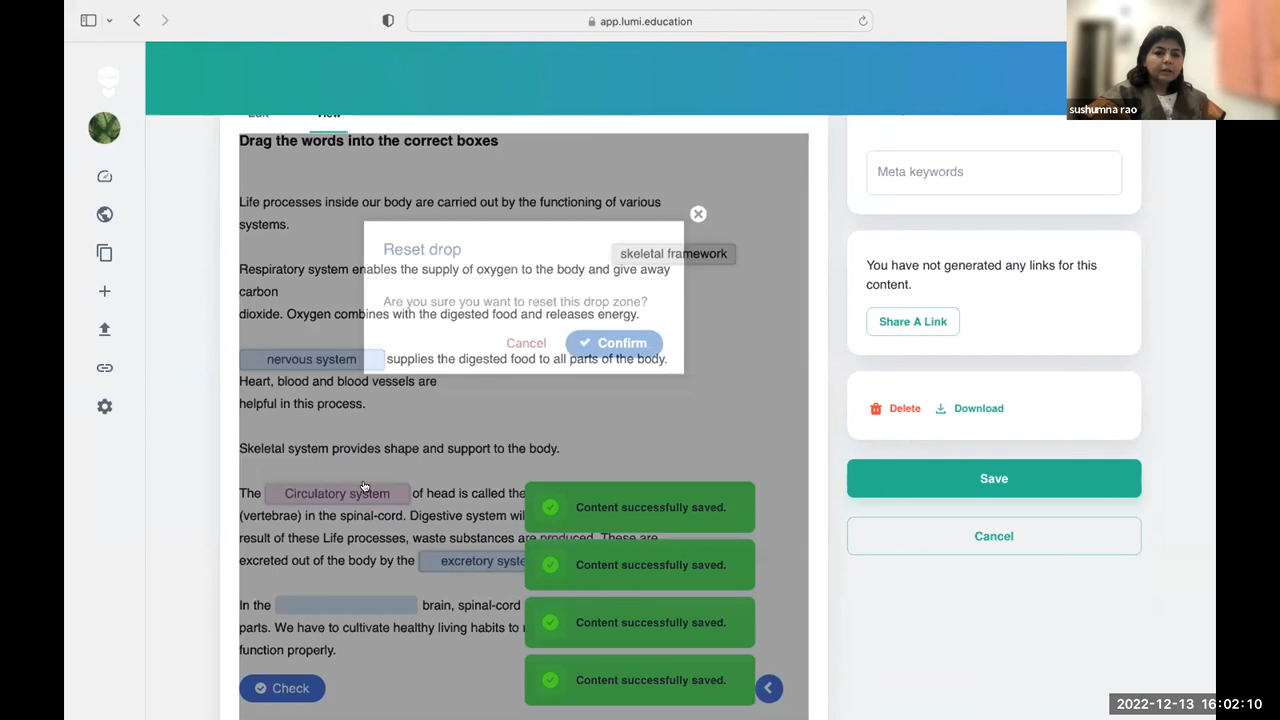 app.lumi.education
sushumna rao
Edit
View
Drag the words into the correct boxes
Life processes inside our body are carried out by the functioning of various
systems.
Reset drop
skeletal framework
Respiratory system enables the supply of oxygen to the body and give away
carbon
Are you sure you want to reset this drop zone?
dioxide. Oxygen combines with the digested food and releases energy.
Cancel
Confirm
nervous system supplies the digested food to all parts of the body.
Heart, blood and blood vessels are
helpful in this process.
Skeletal system provides shape and support to the body.
The Circulatory system of head is called the
(vertebrae) in the spinal-cord. Digestive system wil
result of these Life processes, waste substances are produced. These are
excreted out of the body by the excretory syste
In the brain, spinal-cord
parts. We have to cultivate healthy living habits to
function properly.
Check
Content successfully saved.
Content successfully saved.
Content successfully saved.
Content successfully saved.
Meta keywords
You have not generated any links for this
content.
Share A Link
Delete
Download
Save
Cancel
2022-12-13 16:02:10